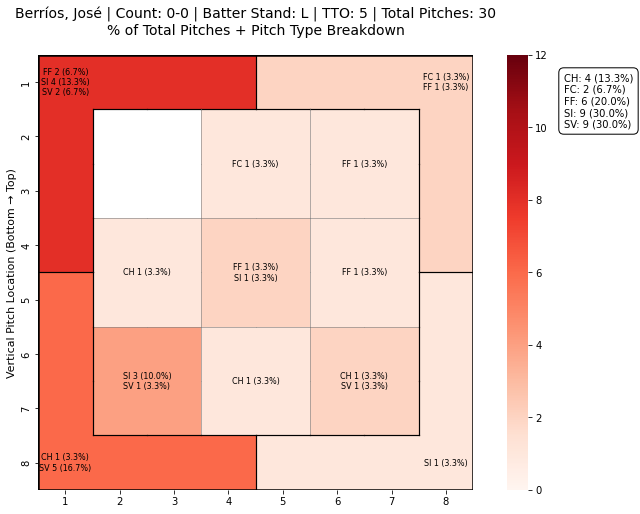 Berríos, José | Count: 0-0 | Batter Stand: L | TTO: 5 | Total Pitches: 30
% of Total Pitches + Pitch Type Breakdown
FF 2 (6.7%)
SI 4 (13.3%)
SV 2 (6.7%)
FC 1 (3.3%)
FF 1 (3.3%)
FC 1 (3.3%)
FF 1 (3.3%)
CH 1 (3.3%)
FF 1 (3.3%)
SI 1 (3.3%)
FF 1 (3.3%)
SI 3 (10.0%)
SV 1 (3.3%)
CH 1 (3.3%)
CH 1 (3.3%)
SV 1 (3.3%)
CH 1 (3.3%)
SV 5 (16.7%)
SI 1 (3.3%)
Vertical Pitch Location (Bottom → Top)
1
2
3
4
5
6
7
8
1 2 3 4 5 6 7 8
12
10
8
6
4
2
0
CH: 4 (13.3%)
FC: 2 (6.7%)
FF: 6 (20.0%)
SI: 9 (30.0%)
SV: 9 (30.0%)